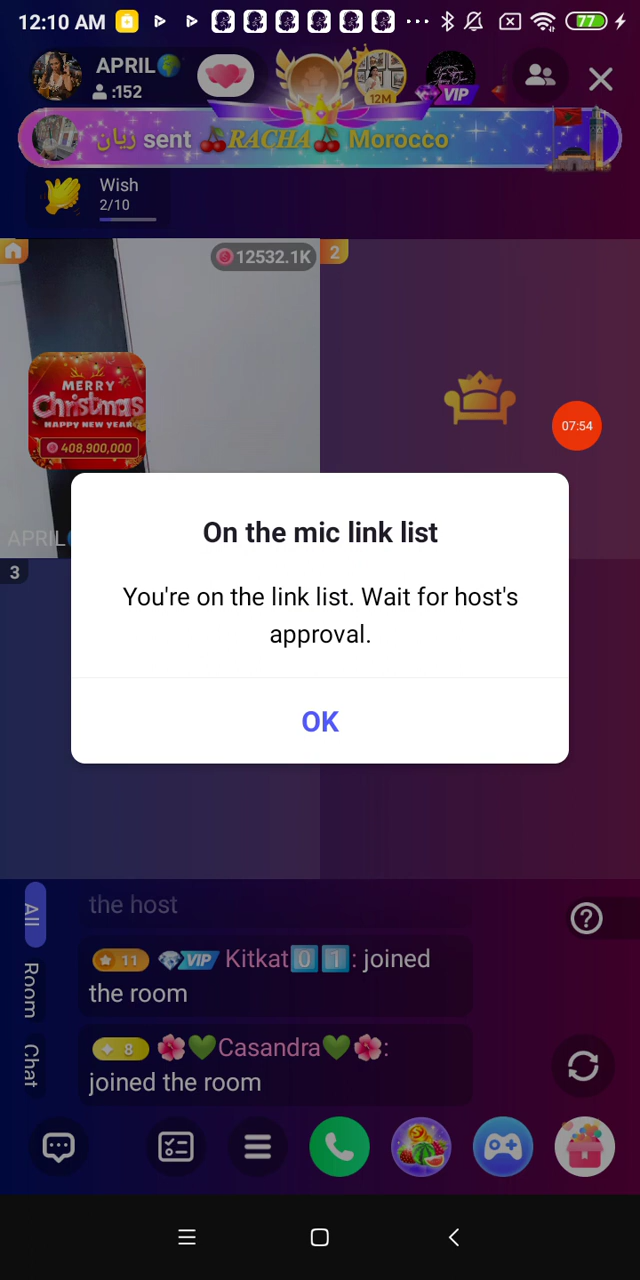 12:10 AM
77
APRIL🌍
:152
12M
VIP
زيان sent 🍒RACHA🍒 Morocco
Wish
2/10
12532.1K
2
MERRY
Christmas
HAPPY NEW YEAR
408,900,000
07:54
APRIL
3
On the mic link list
You're on the link list. Wait for host's
approval.
OK
All
Room
Chat
the host
11 VIP Kitkat0️⃣1️⃣: joined
the room
8 🌺💚Casandra💚🌺:
joined the room